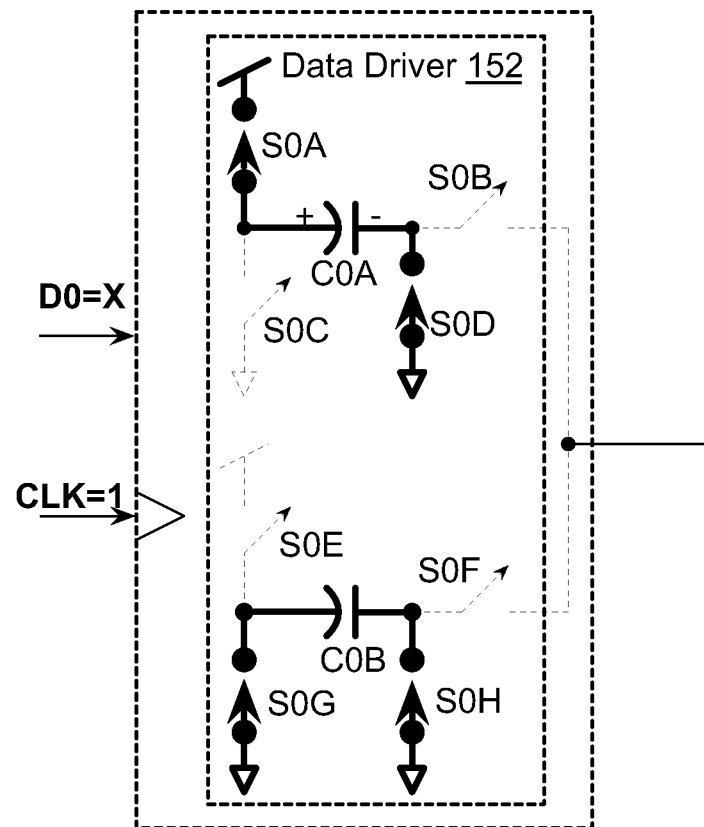 Data Driver 152
S0A
S0B
+ -
C0A
D0=X
S0C
S0D
CLK=1
S0E
S0F
C0B
S0G
S0H